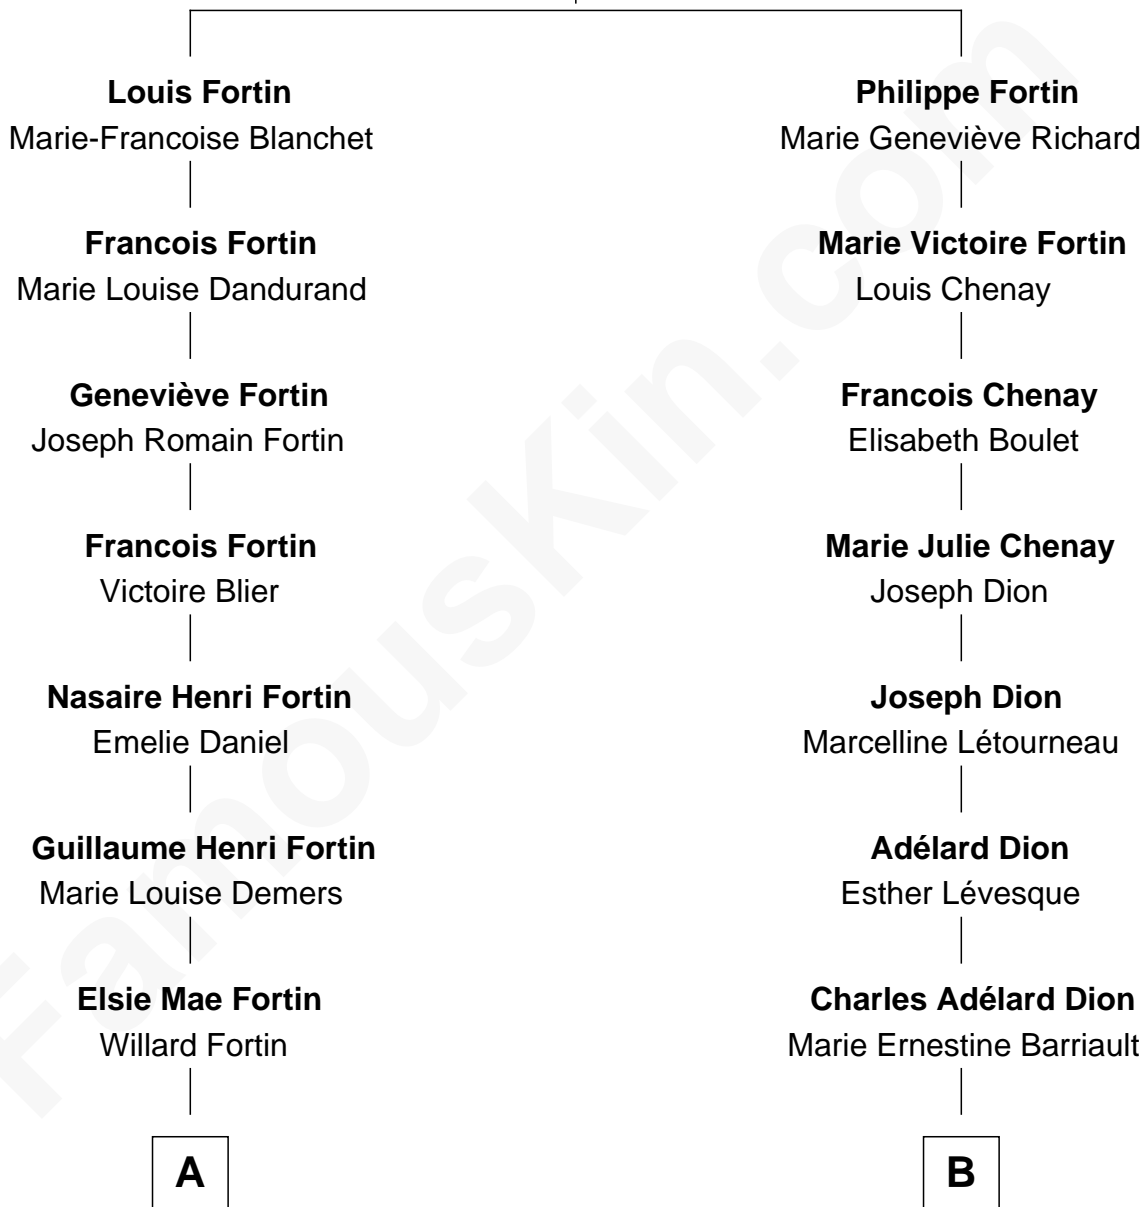 Louis Fortin
Marie-Francoise Blanchet
Francois Fortin
Marie Louise Dandurand
Geneviève Fortin
Joseph Romain Fortin
Francois Fortin
Victoire Blier
Nasaire Henri Fortin
Emelie Daniel
Guillaume Henri Fortin
Marie Louise Demers
Elsie Mae Fortin
Willard Fortin
A
Philippe Fortin
Marie Geneviève Richard
Marie Victoire Fortin
Louis Chenay
Francois Chenay
Elisabeth Boulet
Marie Julie Chenay
Joseph Dion
Joseph Dion
Marcelline Létourneau
Adélard Dion
Esther Lévesque
Charles Adélard Dion
Marie Ernestine Barriault
B
FamousKin.com